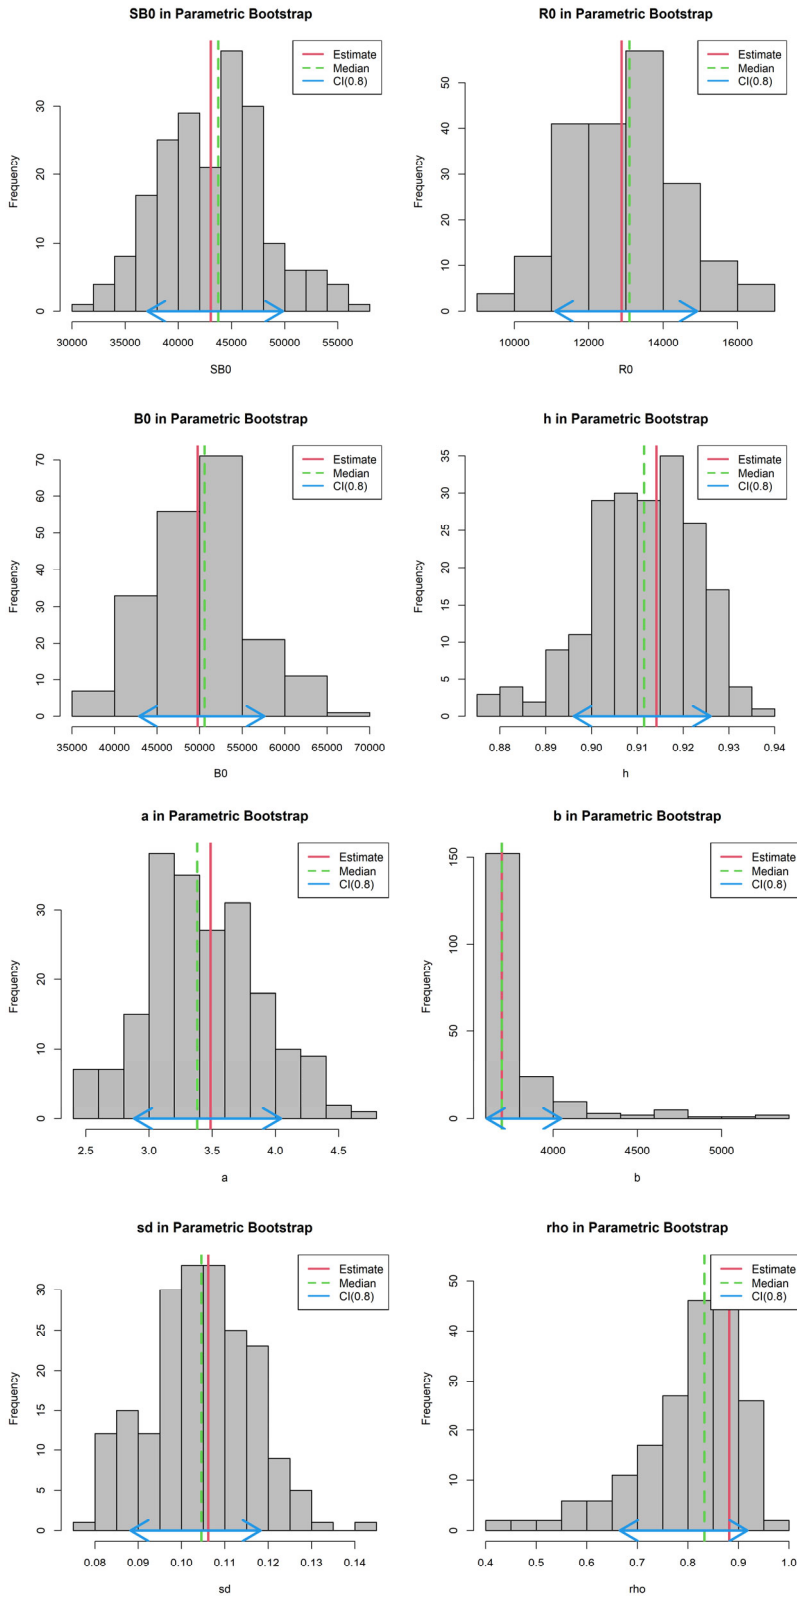 SB0 in Parametric Bootstrap
Estimate
Median
CI(0.8)
Frequency
0 10 20 30
30000 35000 40000 45000 50000 55000
SB0
R0 in Parametric Bootstrap
Estimate
Median
CI(0.8)
Frequency
0 10 20 30 40 50
10000 12000 14000 16000
R0
B0 in Parametric Bootstrap
Estimate
Median
CI(0.8)
Frequency
0 10 20 30 40 50 60 70
35000 40000 45000 50000 55000 60000 65000 70000
B0
h in Parametric Bootstrap
Estimate
Median
CI(0.8)
Frequency
0 5 10 15 20 25 30 35
0.88 0.89 0.90 0.91 0.92 0.93 0.94
h
a in Parametric Bootstrap
Estimate
Median
CI(0.8)
Frequency
0 10 20 30
2.5 3.0 3.5 4.0 4.5
a
b in Parametric Bootstrap
Estimate
Median
CI(0.8)
Frequency
0 50 100 150
4000 4500 5000
b
sd in Parametric Bootstrap
Estimate
Median
CI(0.8)
Frequency
0 5 10 15 20 25 30
0.08 0.09 0.10 0.11 0.12 0.13 0.14
sd
rho in Parametric Bootstrap
Estimate
Median
CI(0.8)
Frequency
0 10 20 30 40 50
0.4 0.5 0.6 0.7 0.8 0.9 1.0
rho